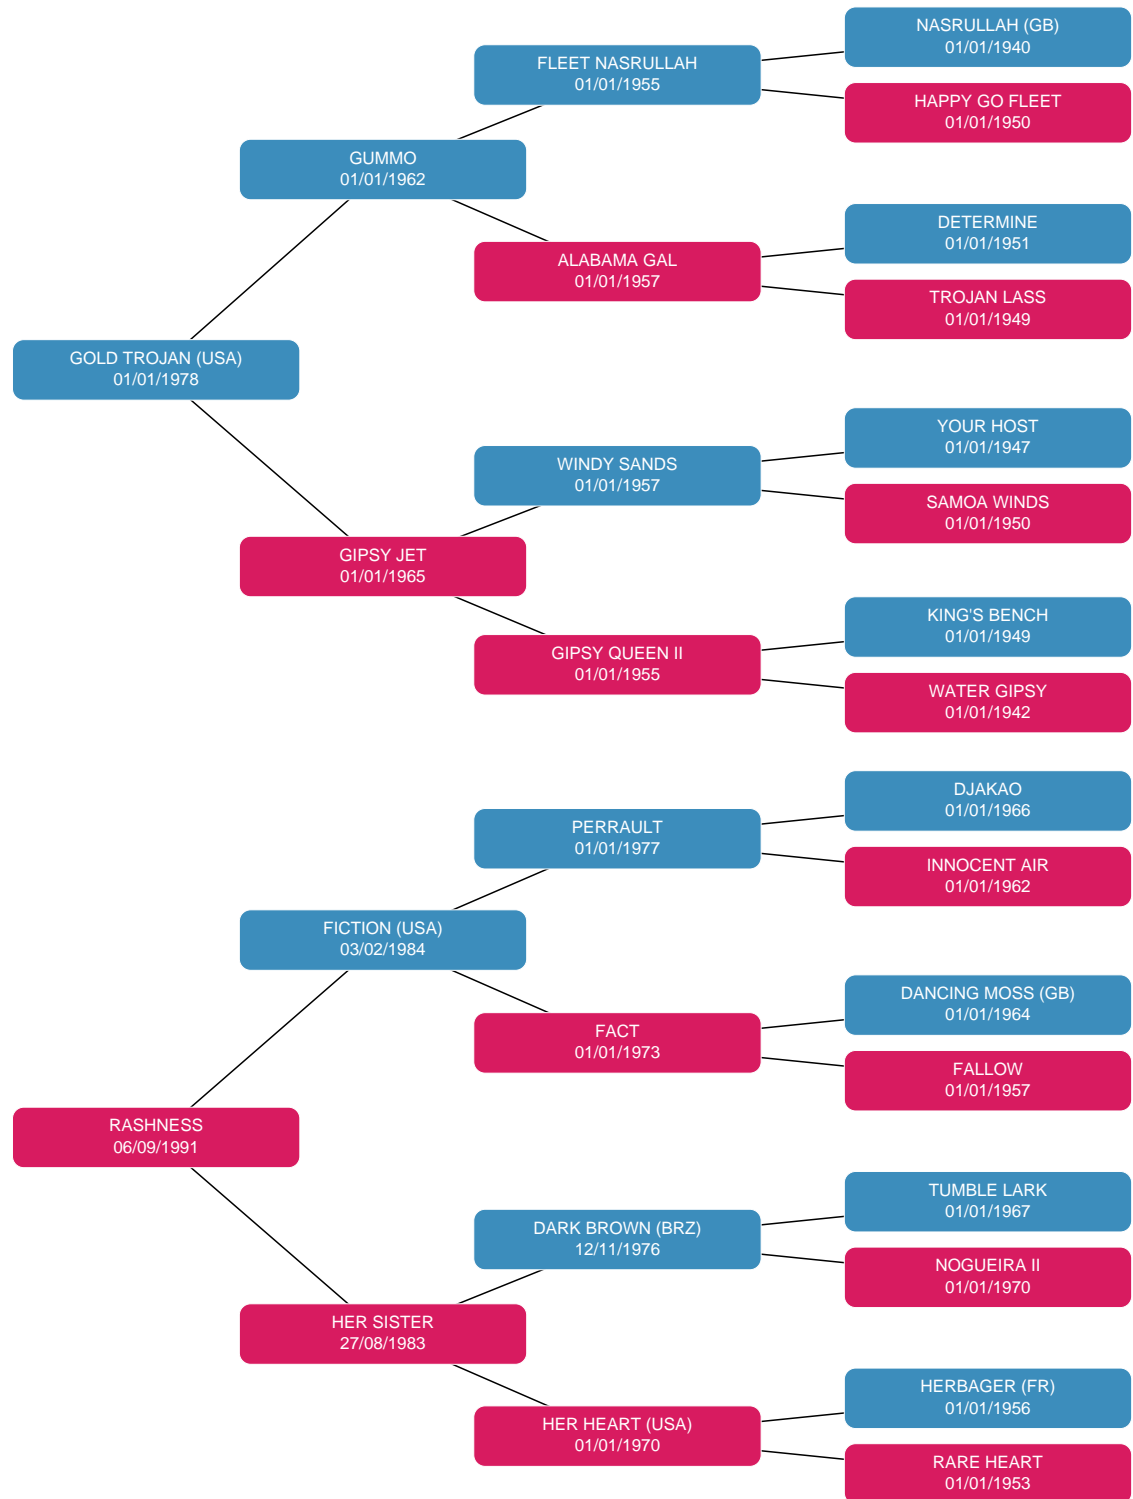 NASRULLAH (GB)
01/01/1940
FLEET NASRULLAH
01/01/1955
HAPPY GO FLEET
01/01/1950
GUMMO
01/01/1962
DETERMINE
01/01/1951
ALABAMA GAL
01/01/1957
TROJAN LASS
01/01/1949
GOLD TROJAN (USA)
01/01/1978
YOUR HOST
01/01/1947
WINDY SANDS
01/01/1957
SAMOA WINDS
01/01/1950
GIPSY JET
01/01/1965
KING'S BENCH
01/01/1949
GIPSY QUEEN II
01/01/1955
WATER GIPSY
01/01/1942
DJAKAO
01/01/1966
PERRAULT
01/01/1977
INNOCENT AIR
01/01/1962
FICTION (USA)
03/02/1984
DANCING MOSS (GB)
01/01/1964
FACT
01/01/1973
FALLOW
01/01/1957
RASHNESS
06/09/1991
TUMBLE LARK
01/01/1967
DARK BROWN (BRZ)
12/11/1976
NOGUEIRA II
01/01/1970
HER SISTER
27/08/1983
HERBAGER (FR)
01/01/1956
HER HEART (USA)
01/01/1970
RARE HEART
01/01/1953